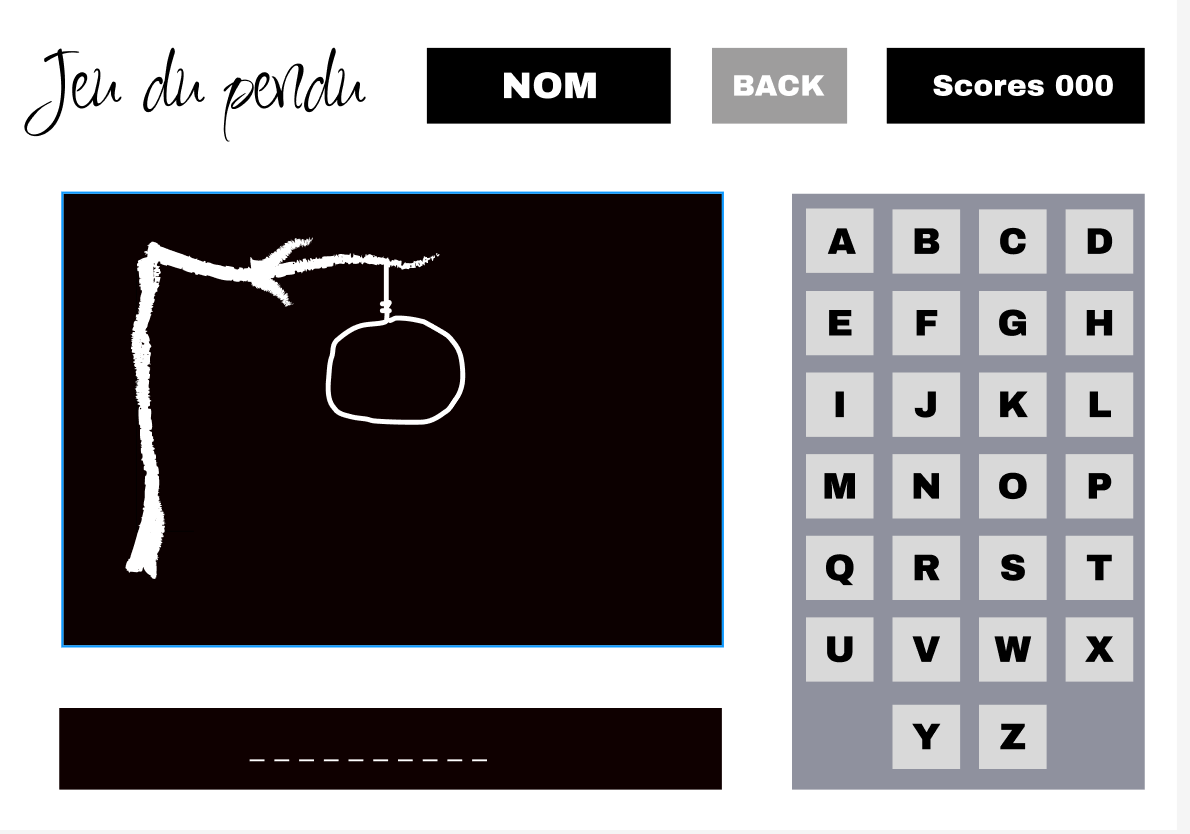 Jeu du pendu
NOM
BACK
Scores 000
A B C D
E F G H
I J K L
M N O P
Q R S T
U V W X
Y Z
_ _ _ _ _ _ _ _ _ _